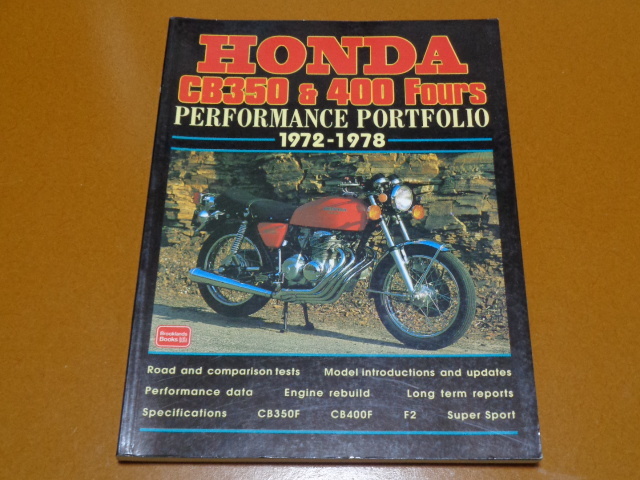 HONDA
CB350 & 400 Fours
PERFORMANCE PORTFOLIO
1972-1978
Brooklands
Books
Road and comparison tests Model introductions and updates
Performance data Engine rebuild Long term reports
Specifications CB350F CB400F F2 Super Sport